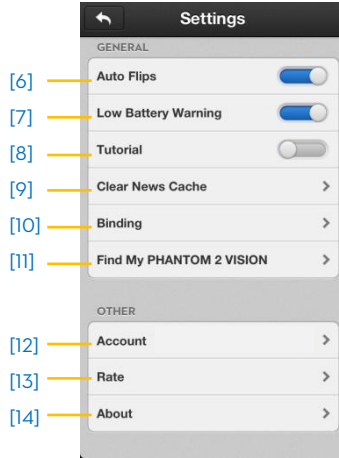 Settings
GENERAL
[6] Auto Flips
[7] Low Battery Warning
[8] Tutorial
[9] Clear News Cache
[10] Binding
[11] Find My PHANTOM 2 VISION
OTHER
[12] Account
[13] Rate
[14] About